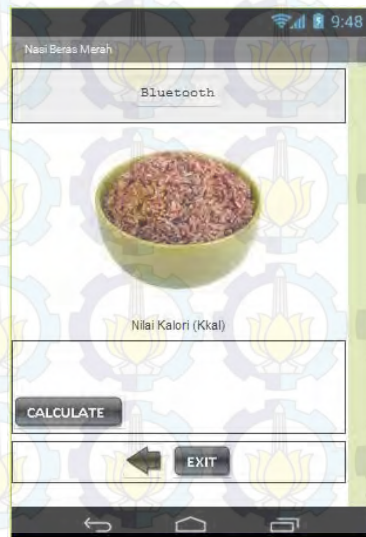 9:48
Nasi Beras Merah
Bluetooth
Nilai Kalori (Kkal)
CALCULATE
EXIT